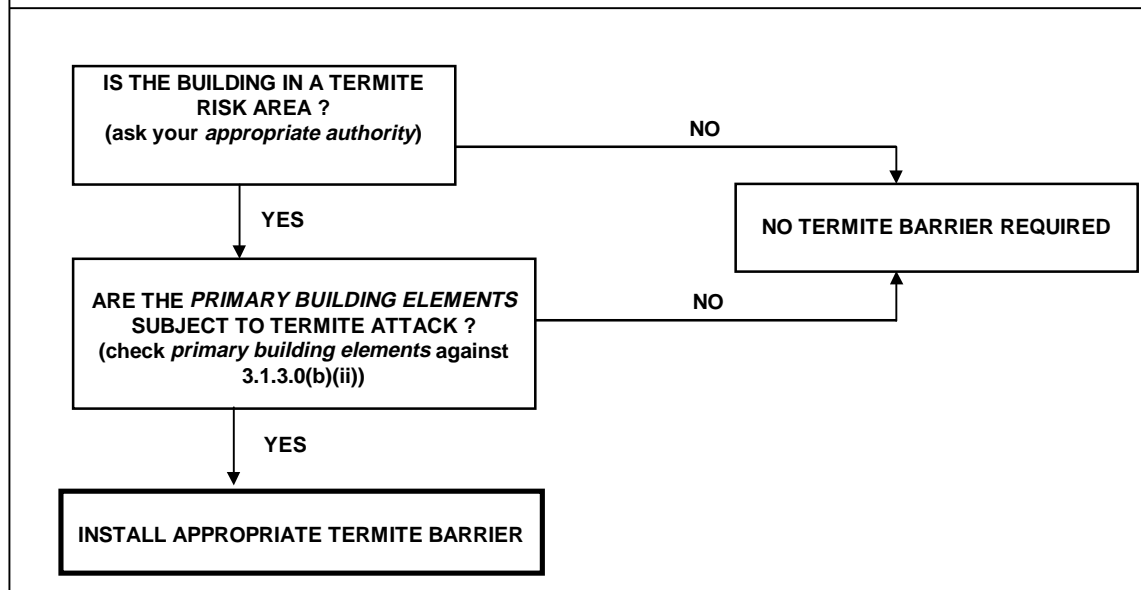 IS THE BUILDING IN A TERMITE
RISK AREA ?
(ask your appropriate authority)
NO
YES
NO TERMITE BARRIER REQUIRED
ARE THE PRIMARY BUILDING ELEMENTS
SUBJECT TO TERMITE ATTACK ?
(check primary building elements against
3.1.3.0(b)(ii))
NO
YES
INSTALL APPROPRIATE TERMITE BARRIER